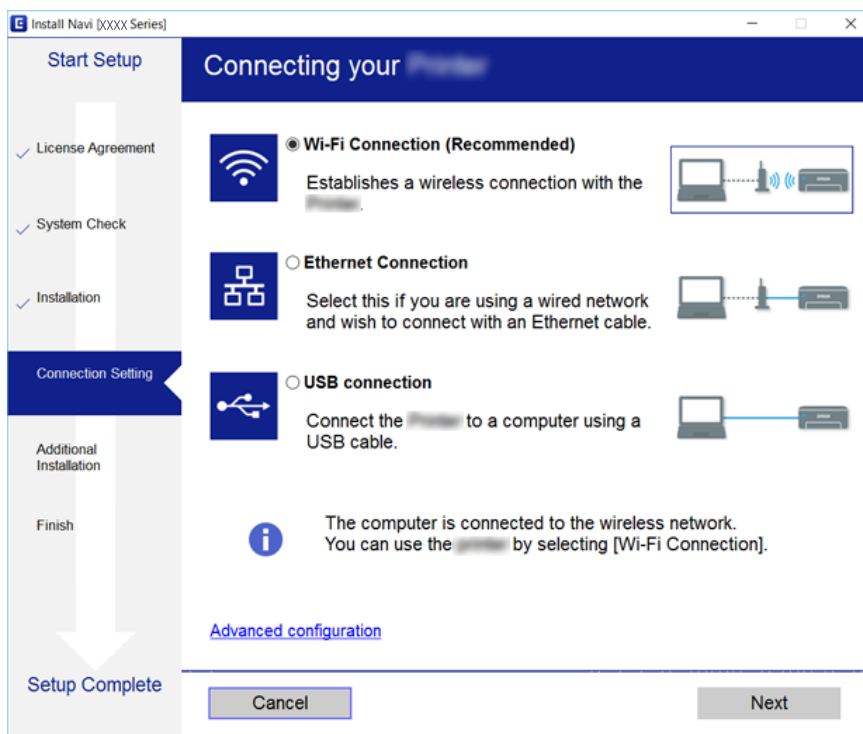 E Install Navi [XXXX Series]
Start Setup
License Agreement
System Check
Installation
Connection Setting
Additional
Installation
Finish
Setup Complete
Connecting your
Wi-Fi Connection (Recommended)
Establishes a wireless connection with the
.
Ethernet Connection
Select this if you are using a wired network
and wish to connect with an Ethernet cable.
USB connection
Connect the to a computer using a
USB cable.
The computer is connected to the wireless network.
You can use the by selecting [Wi-Fi Connection].
Advanced configuration
Cancel
Next